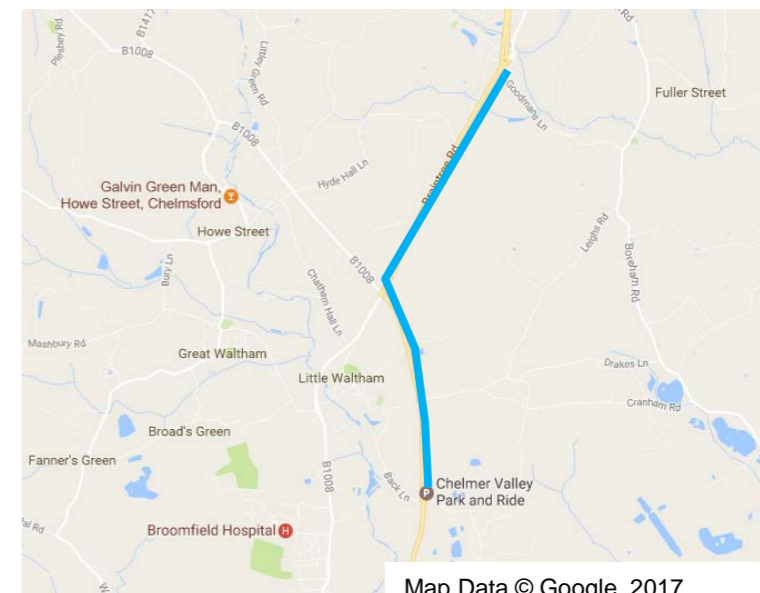 Pleshey Rd
B1417
B1008
Littley Green Rd
Rd
Goodmans Ln
Fuller Street
B1008
Hyde Hall Ln
Braintree Rd
Galvin Green Man,
Howe Street, Chelmsford
Howe Street
Leighs Rd
Boreham Rd
Bury Ln
B1008
Chatham Hall Ln
Mashbury Rd
Great Waltham
Little Waltham
Drakes Ln
Cranham Rd
Broad's Green
Fanner's Green
B1008
Back Ln
Chelmer Valley
Park and Ride
P
Broomfield Hospital
H
al Rd
W
Map Data © Google, 2017